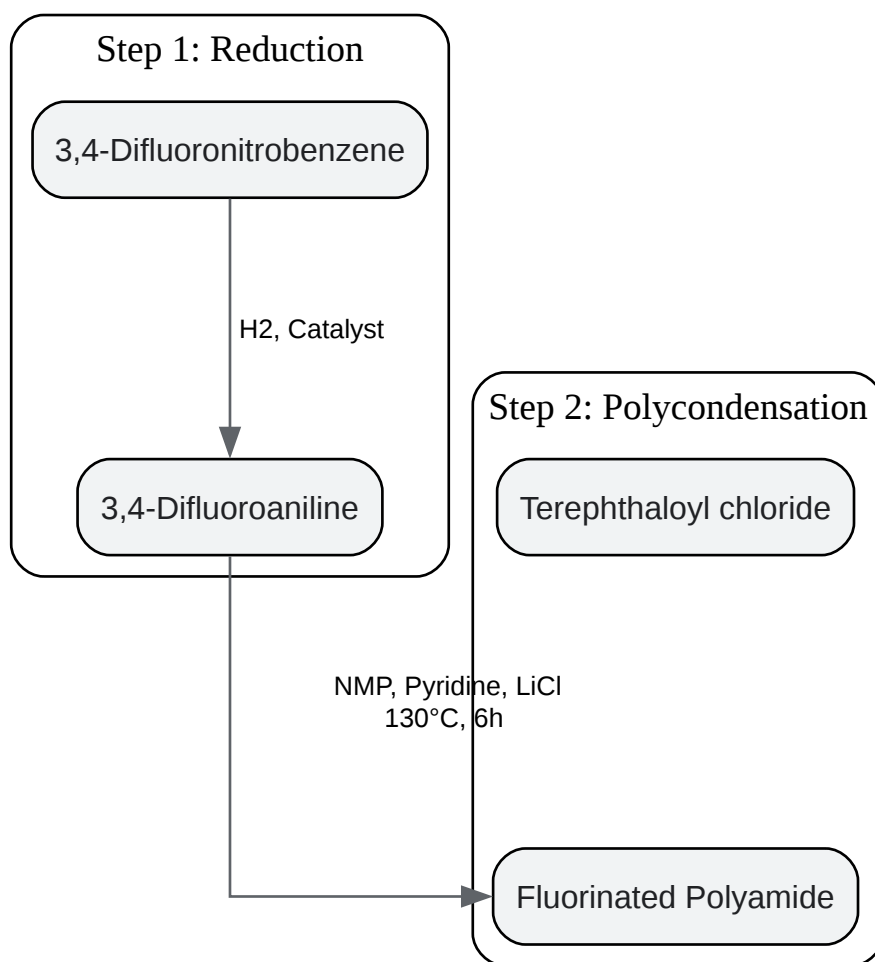 Step 1: Reduction
3,4-Difluoronitrobenzene
H2, Catalyst
3,4-Difluoroaniline
Step 2: Polycondensation
Terephthaloyl chloride
NMP, Pyridine, LiCl
130°C, 6h
Fluorinated Polyamide